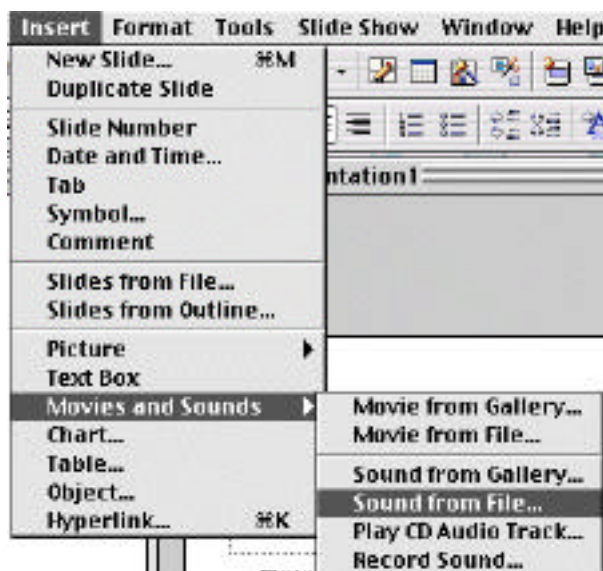 Insert Format Tools Slide Show Window Help
New Slide... ⌘M
Duplicate Slide
Slide Number
Date and Time...
Tab
Symbol...
Comment
Slides from File...
Slides from Outline...
Picture
Text Box
Movies and Sounds
Chart...
Table...
Object...
Hyperlink... ⌘K
ntation1
Movie from Gallery...
Movie from File...
Sound from Gallery...
Sound from File...
Play CD Audio Track...
Record Sound...